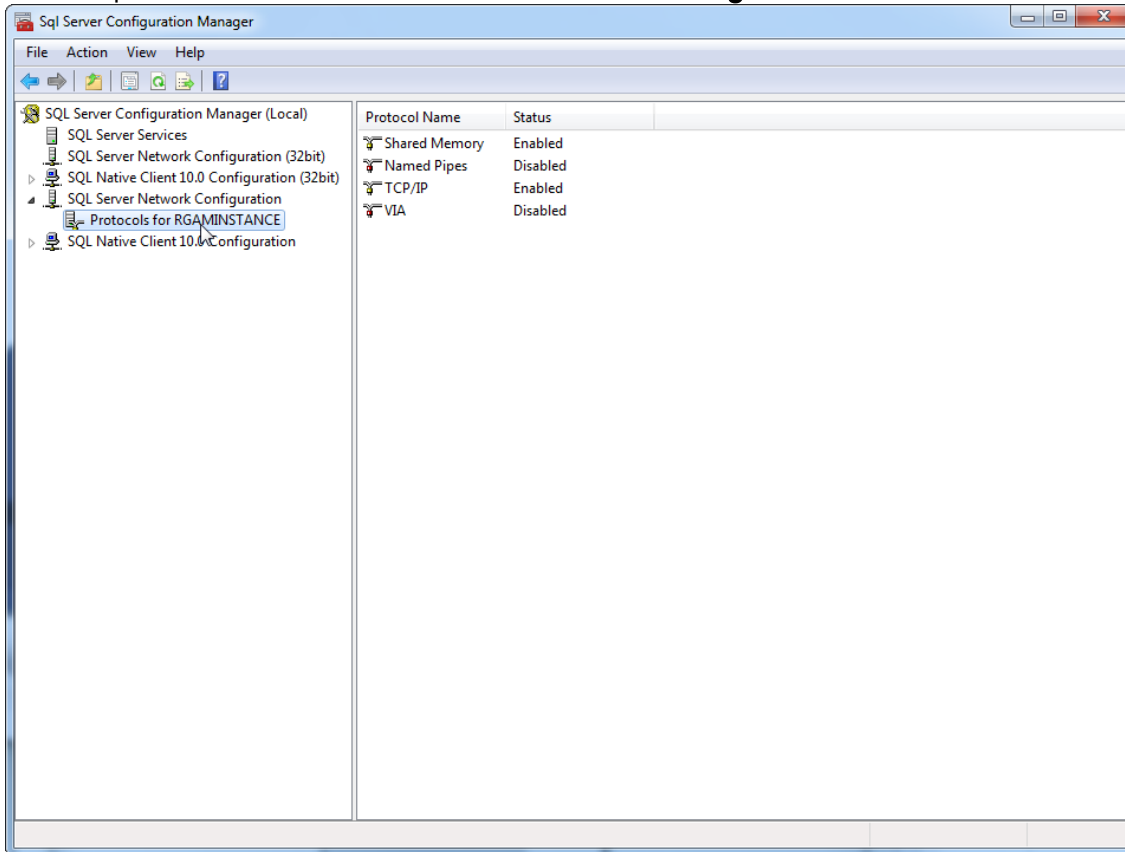 Sql Server Configuration Manager
File Action View Help
SQL Server Configuration Manager (Local)
SQL Server Services
SQL Server Network Configuration (32bit)
SQL Native Client 10.0 Configuration (32bit)
SQL Server Network Configuration
Protocols for RGAMINSTANCE
SQL Native Client 10.0 Configuration
Protocol Name Status
Shared Memory Enabled
Named Pipes Disabled
TCP/IP Enabled
VIA Disabled